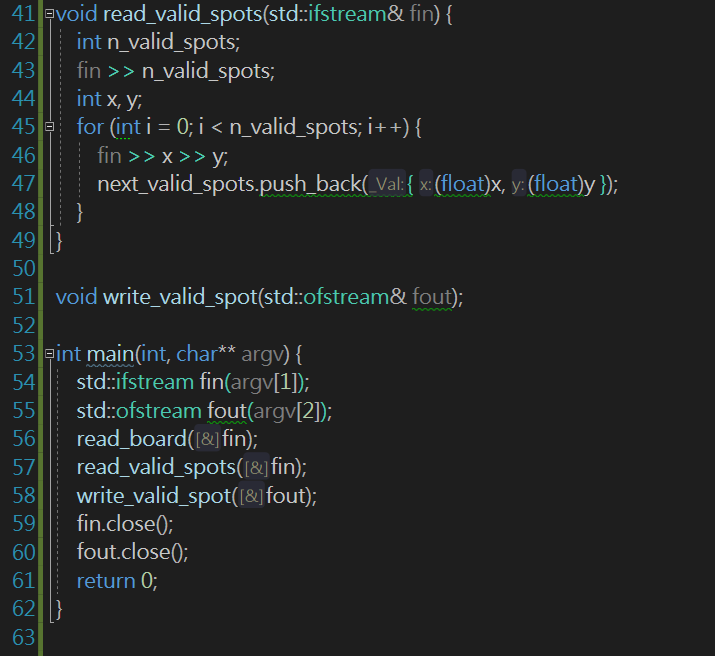 41 void read_valid_spots(std::ifstream& fin) {
42 int n_valid_spots;
43 fin >> n_valid_spots;
44 int x, y;
45 for (int i = 0; i < n_valid_spots; i++) {
46 fin >> x >> y;
47 next_valid_spots.push_back(_Val:{ x:(float)x, y:(float)y });
48 }
49 }
50
51 void write_valid_spot(std::ofstream& fout);
52
53 int main(int, char** argv) {
54 std::ifstream fin(argv[1]);
55 std::ofstream fout(argv[2]);
56 read_board([&]fin);
57 read_valid_spots([&]fin);
58 write_valid_spot([&]fout);
59 fin.close();
60 fout.close();
61 return 0;
62 }
63